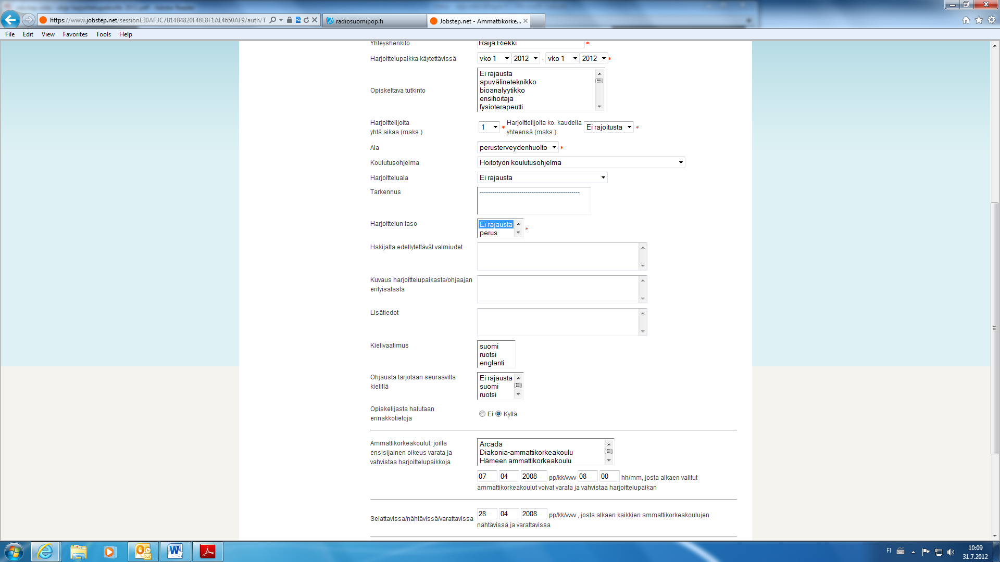 https://www.jobstep.net/sessionE30AF3C7B14B4820F48E8F1AE4650AF9/auth/T
radiosuomipop.fi
Jobstep.net - Ammattikorke...
File Edit View Favorites Tools Help
Yhteyshenkilö Raija Riekki *
Harjoittelupaikka käytettävissä vko 1 2012 - vko 1 2012 *
Ei rajausta
apuvälineteknikko
Opiskeltava tutkinto bioanalyytikko
ensihoitaja
fysioterapeutti
Harjoittelijoita
yhtä aikaa (maks.) 1 * Harjoittelijoita ko. kaudella
yhteensä (maks.) Ei rajoitusta *
Ala perusterveydenhuolto *
Koulutusohjelma Hoitotyön koulutusohjelma
Harjoitteluala Ei rajausta
Tarkennus ------------------------------------------------
Harjoittelun taso Ei rajausta
perus *
Hakijalta edellytettävät valmiudet
Kuvaus harjoittelupaikasta/ohjaajan
erityisalasta
Lisätiedot
Kielivaatimus suomi
ruotsi
englanti
Ohjausta tarjotaan seuraavilla
kielillä
Ei rajausta
suomi
ruotsi
Opiskelijasta halutaan
ennakkotietoja Ei Kyllä
Ammattikorkeakoulut, joilla
ensisijainen oikeus varata ja
vahvistaa harjoittelupaikkoja
Arcada
Diakonia-ammattikorkeakoulu
Hämeen ammattikorkeakoulu
07 04 2008 pp/kk/vvvv 08 00 hh/mm, josta alkaen valitut
ammattikorkeakoulut voivat varata ja vahvistaa harjoittelupaikan
Selattavissa/nähtävissä/varattavissa 28 04 2008 pp/kk/vvvv , josta alkaen kaikkien ammattikorkeakoulujen
nähtävissä ja varattavissa
FI 10:09
31.7.2012